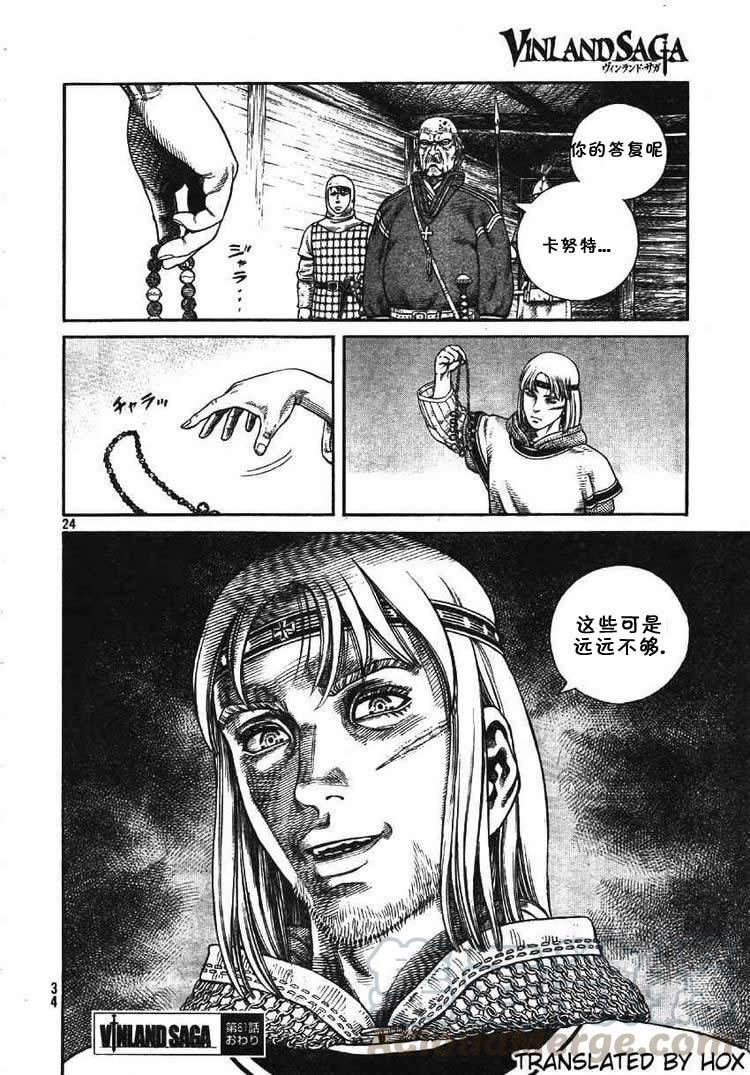 VINLAND SAGA
ヴィンランド・サガ
你的答复呢
卡努特...
ジャラ...
チャラッ
24
这些可是
远远不够.
34
VINLAND SAGA
第61話
おわり
AcloudMerge.com
TRANSLATED BY HOX